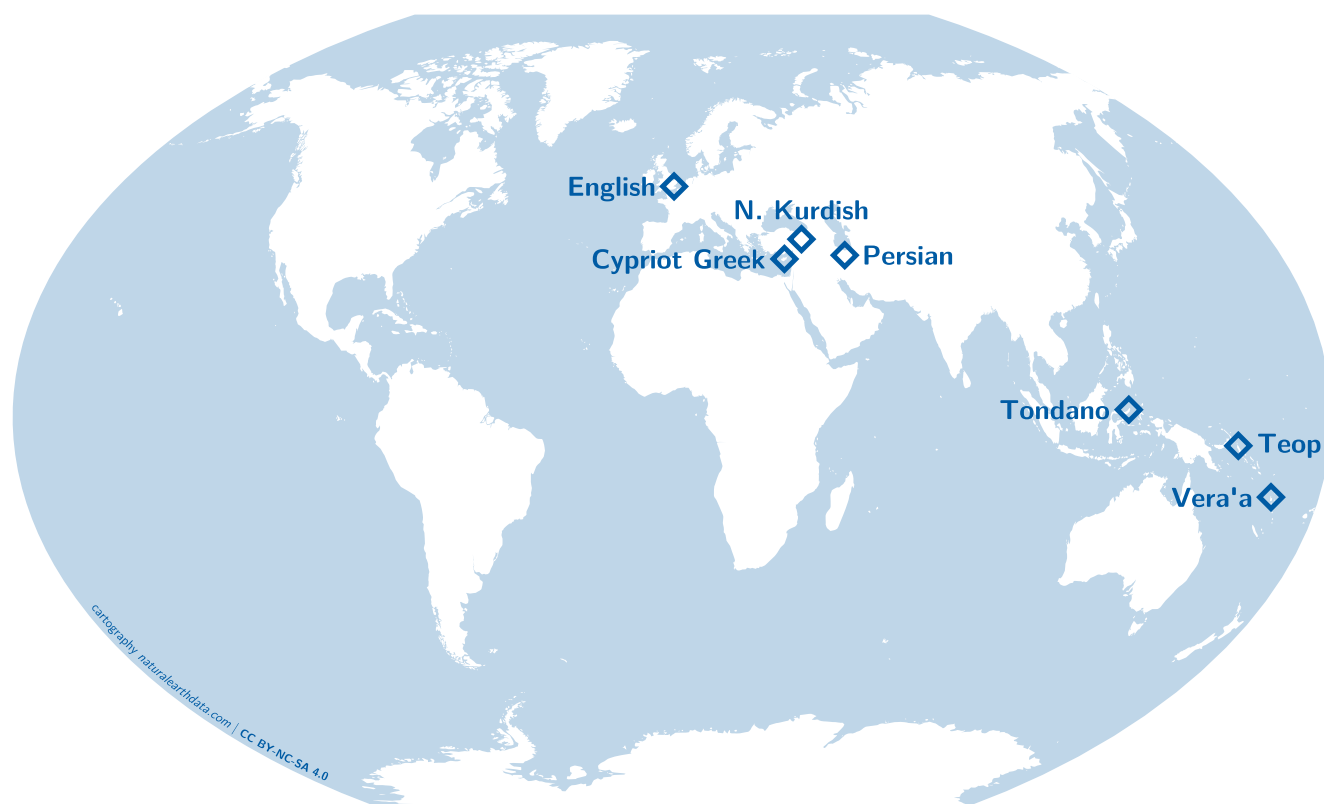 English
N. Kurdish
Cypriot Greek
Persian
Tondano
Teop
Vera'a
cartography naturalearthdata.com | CC BY-NC-SA 4.0